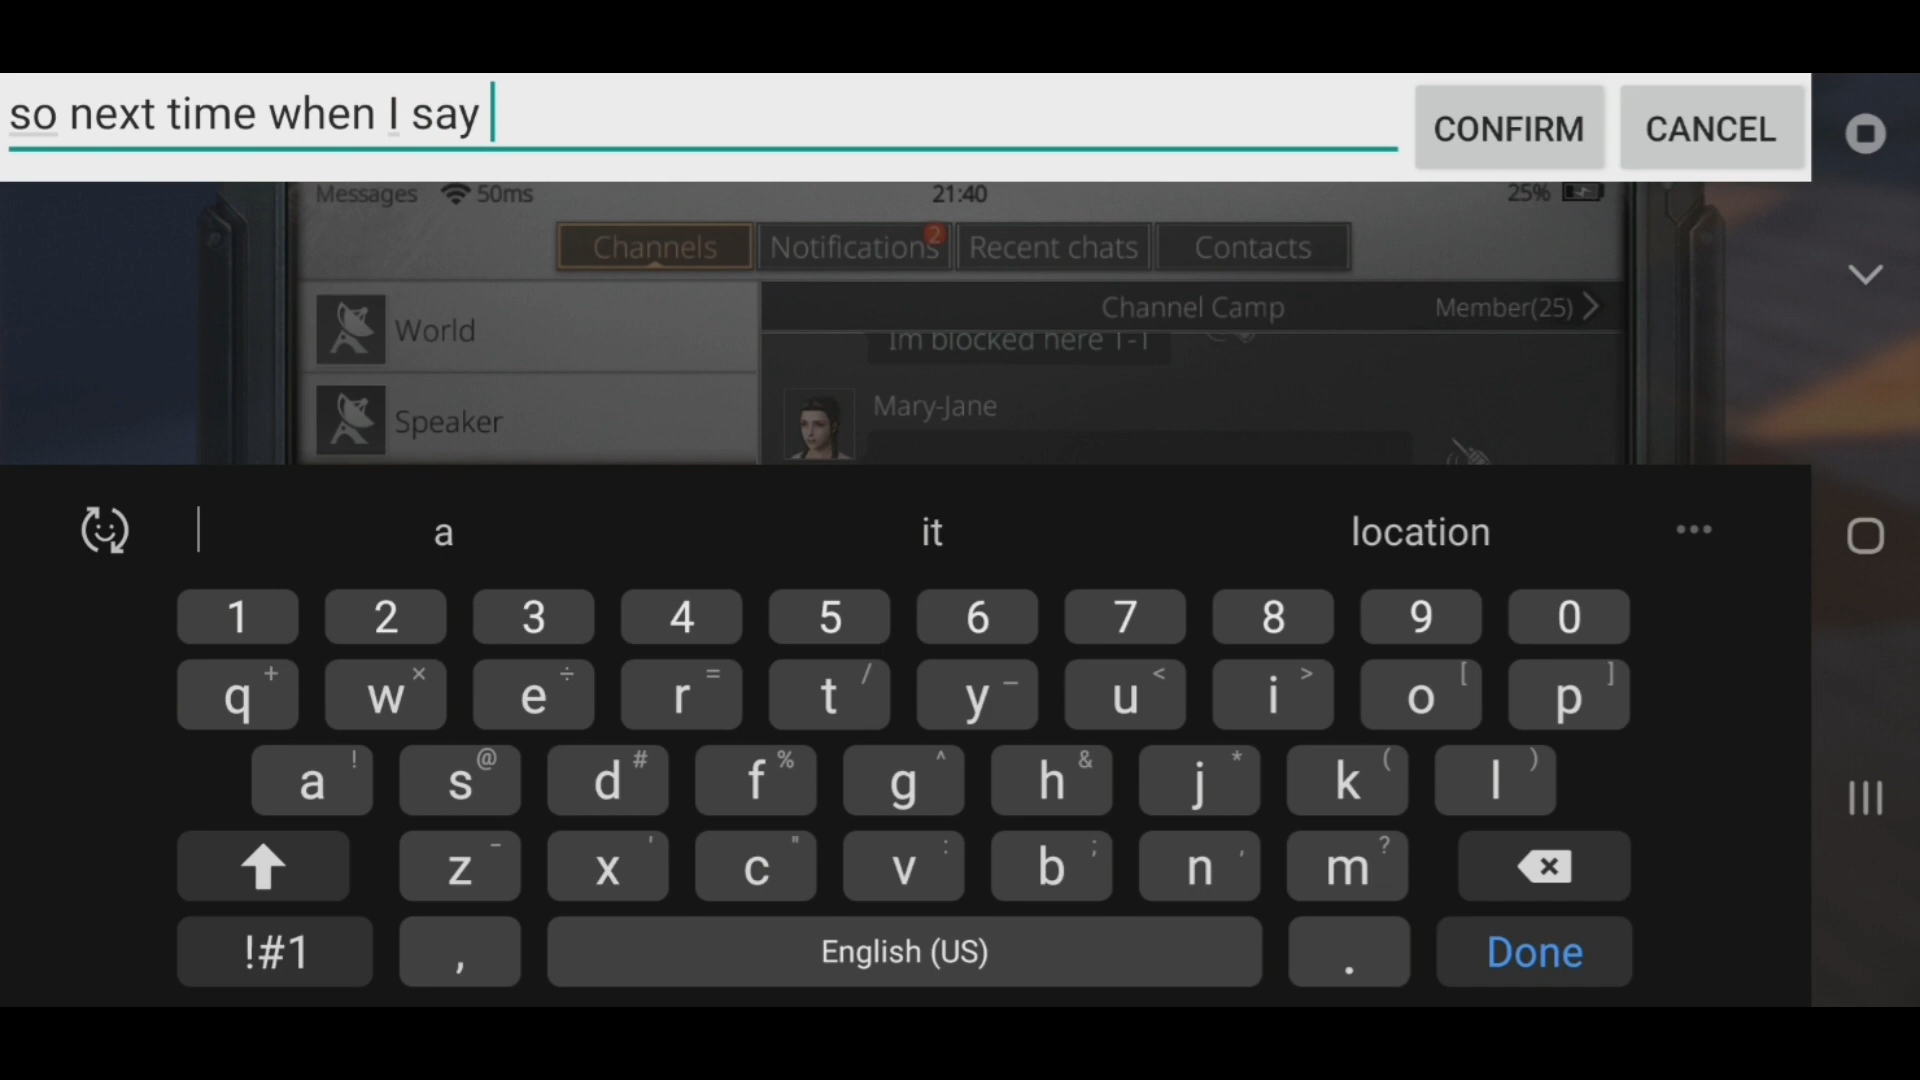 so next time when I say
CONFIRM
CANCEL
Messages 50ms
21:40
25%
Channels
Notifications 2
Recent chats
Contacts
World
Speaker
Channel Camp
Member(25)
Im blocked here T-T
Mary-Jane
a
it
location
1 2 3 4 5 6 7 8 9 0
q + w × e ÷ r = t / y _ u < i > o [ p ]
a ! s @ d # f % g ^ h & j * k ( l )
z - x ' c " v : b ; n , m ?
!#1 , English (US) . Done